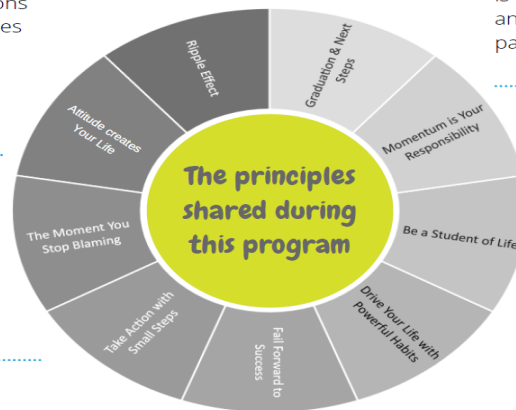 ons
es
an
pa
The principles
shared during
this program
Graduation & Next
Steps
Momentum is Your
Responsibility
Be a Student of Life
Drive Your Life with
Powerful Habits
Fail Forward to
Success
Take Action with
Small Steps
The Moment You
Stop Blaming
Attitude creates
Your Life
Ripple Effect